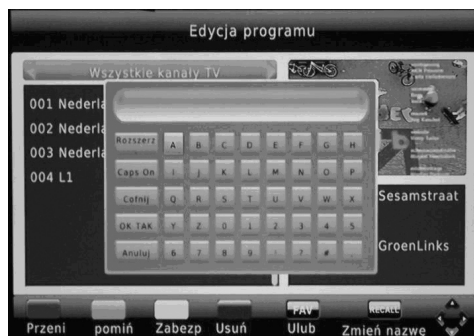 Edycja programu
Wszystkie kanały TV
001 Nederla
002 Nederla
003 Nederla
004 L1
Rozszerz A B C D E F G H
Caps On I J K L M N O P
Cofnij Q R S T U V W X
OK TAK Y Z 0 1 2 3 4 5
Anuluj 6 7 8 9 #
Sesamstraat
GroenLinks
FAV RECALL
Przeni pomiń Zabezp Usuń Ulub Zmień nazwe